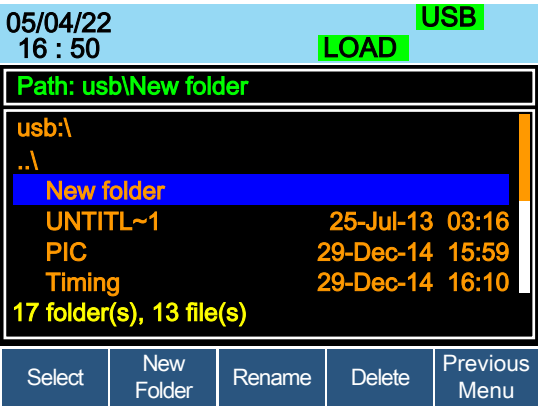 05/04/22 USB
16 : 50 LOAD
Path: usb\New folder
usb:\
..\
New folder
UNTITL~1 25-Jul-13 03:16
PIC 29-Dec-14 15:59
Timing 29-Dec-14 16:10
17 folder(s), 13 file(s)
Select New Folder Rename Delete Previous Menu